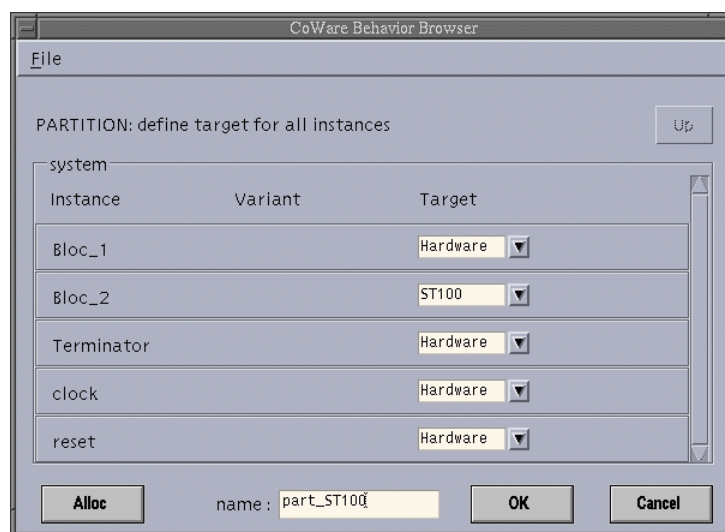 CoWare Behavior Browser
File
PARTITION: define target for all instances
Up
system
Instance Variant Target
Bloc_1 Hardware
Bloc_2 ST100
Terminator Hardware
clock Hardware
reset Hardware
Alloc name : part_ST100 OK Cancel